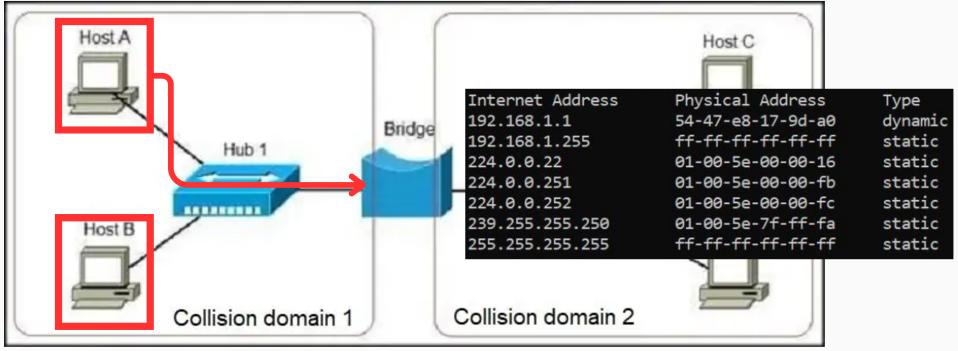 Host A
Host C
Internet Address Physical Address Type
192.168.1.1 54-47-e8-17-9d-a0 dynamic
192.168.1.255 ff-ff-ff-ff-ff-ff static
224.0.0.22 01-00-5e-00-00-16 static
224.0.0.251 01-00-5e-00-00-fb static
224.0.0.252 01-00-5e-00-00-fc static
239.255.255.250 01-00-5e-7f-ff-fa static
255.255.255.255 ff-ff-ff-ff-ff-ff static
Bridge
Hub 1
Host B
Collision domain 1
Collision domain 2